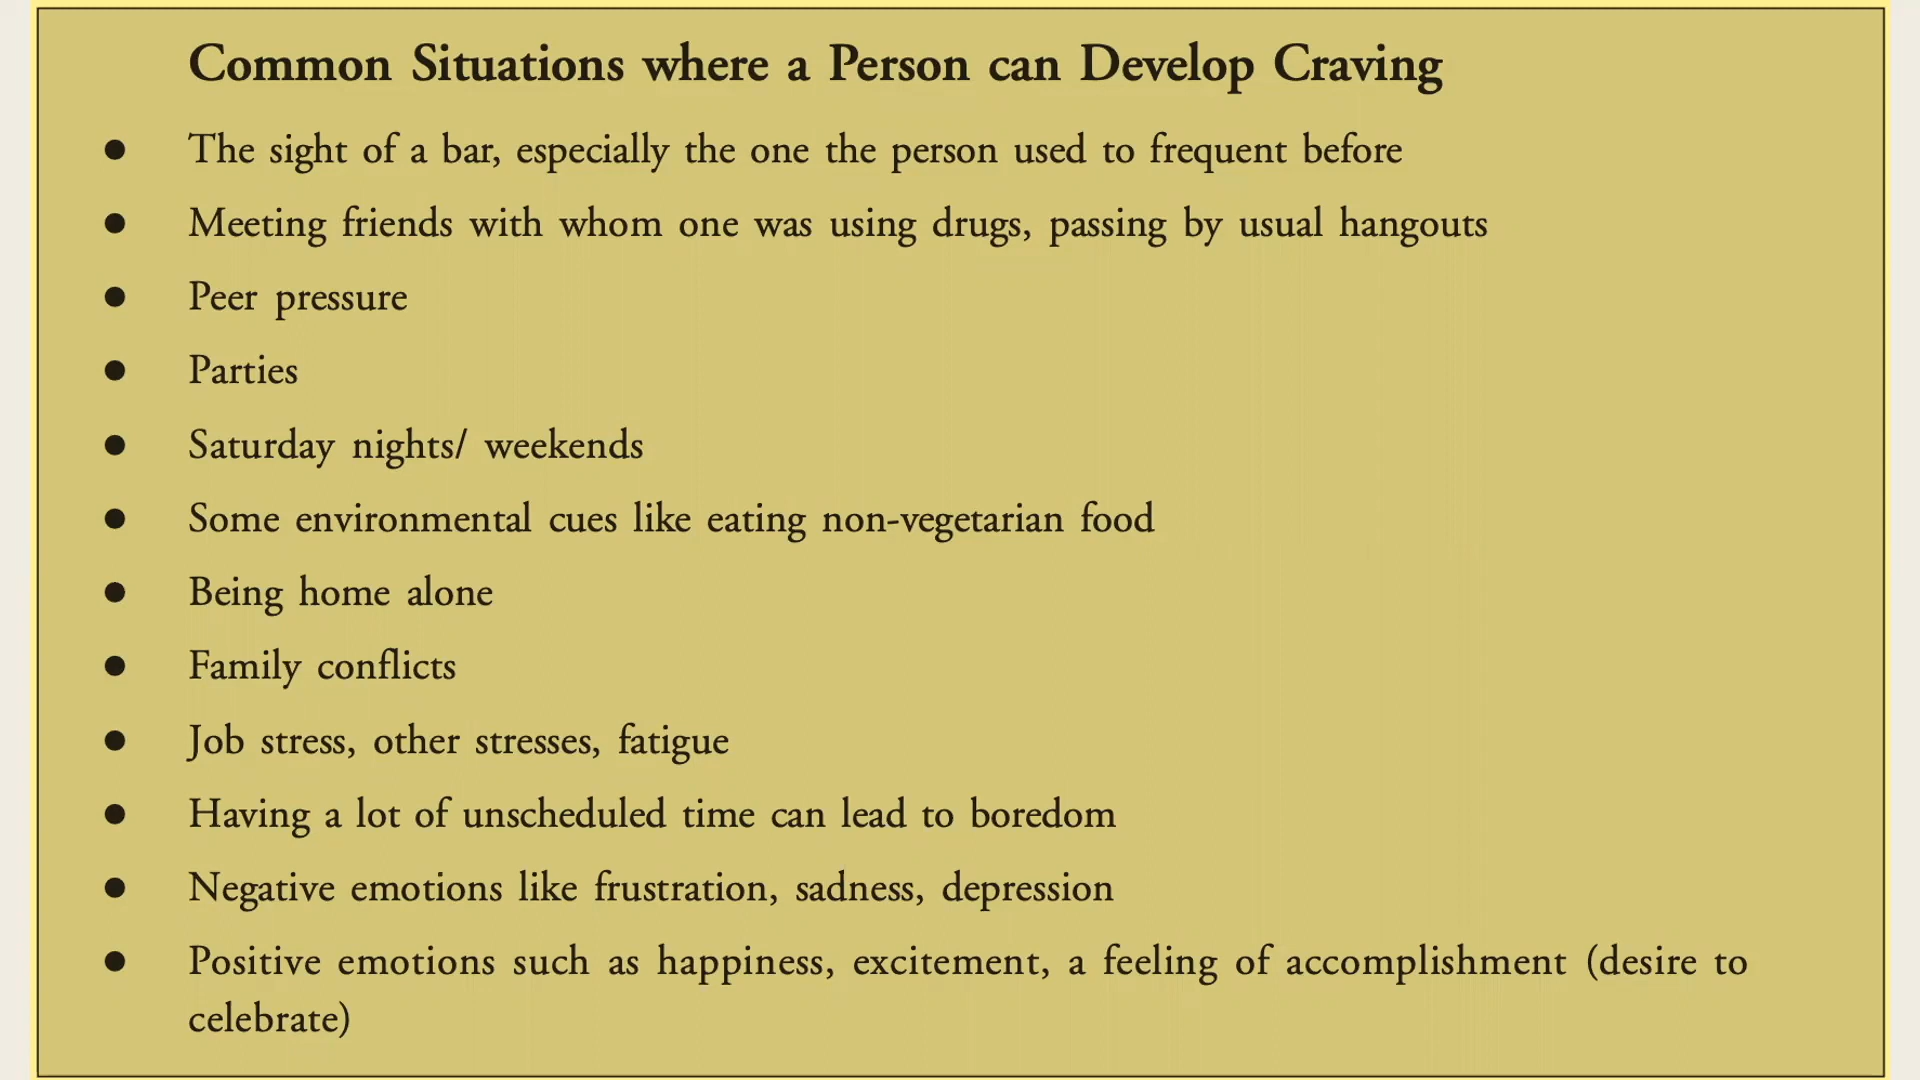 Common Situations where a Person can Develop Craving
● The sight of a bar, especially the one the person used to frequent before
● Meeting friends with whom one was using drugs, passing by usual hangouts
● Peer pressure
● Parties
● Saturday nights/ weekends
● Some environmental cues like eating non-vegetarian food
● Being home alone
● Family conflicts
● Job stress, other stresses, fatigue
● Having a lot of unscheduled time can lead to boredom
● Negative emotions like frustration, sadness, depression
● Positive emotions such as happiness, excitement, a feeling of accomplishment (desire to
celebrate)